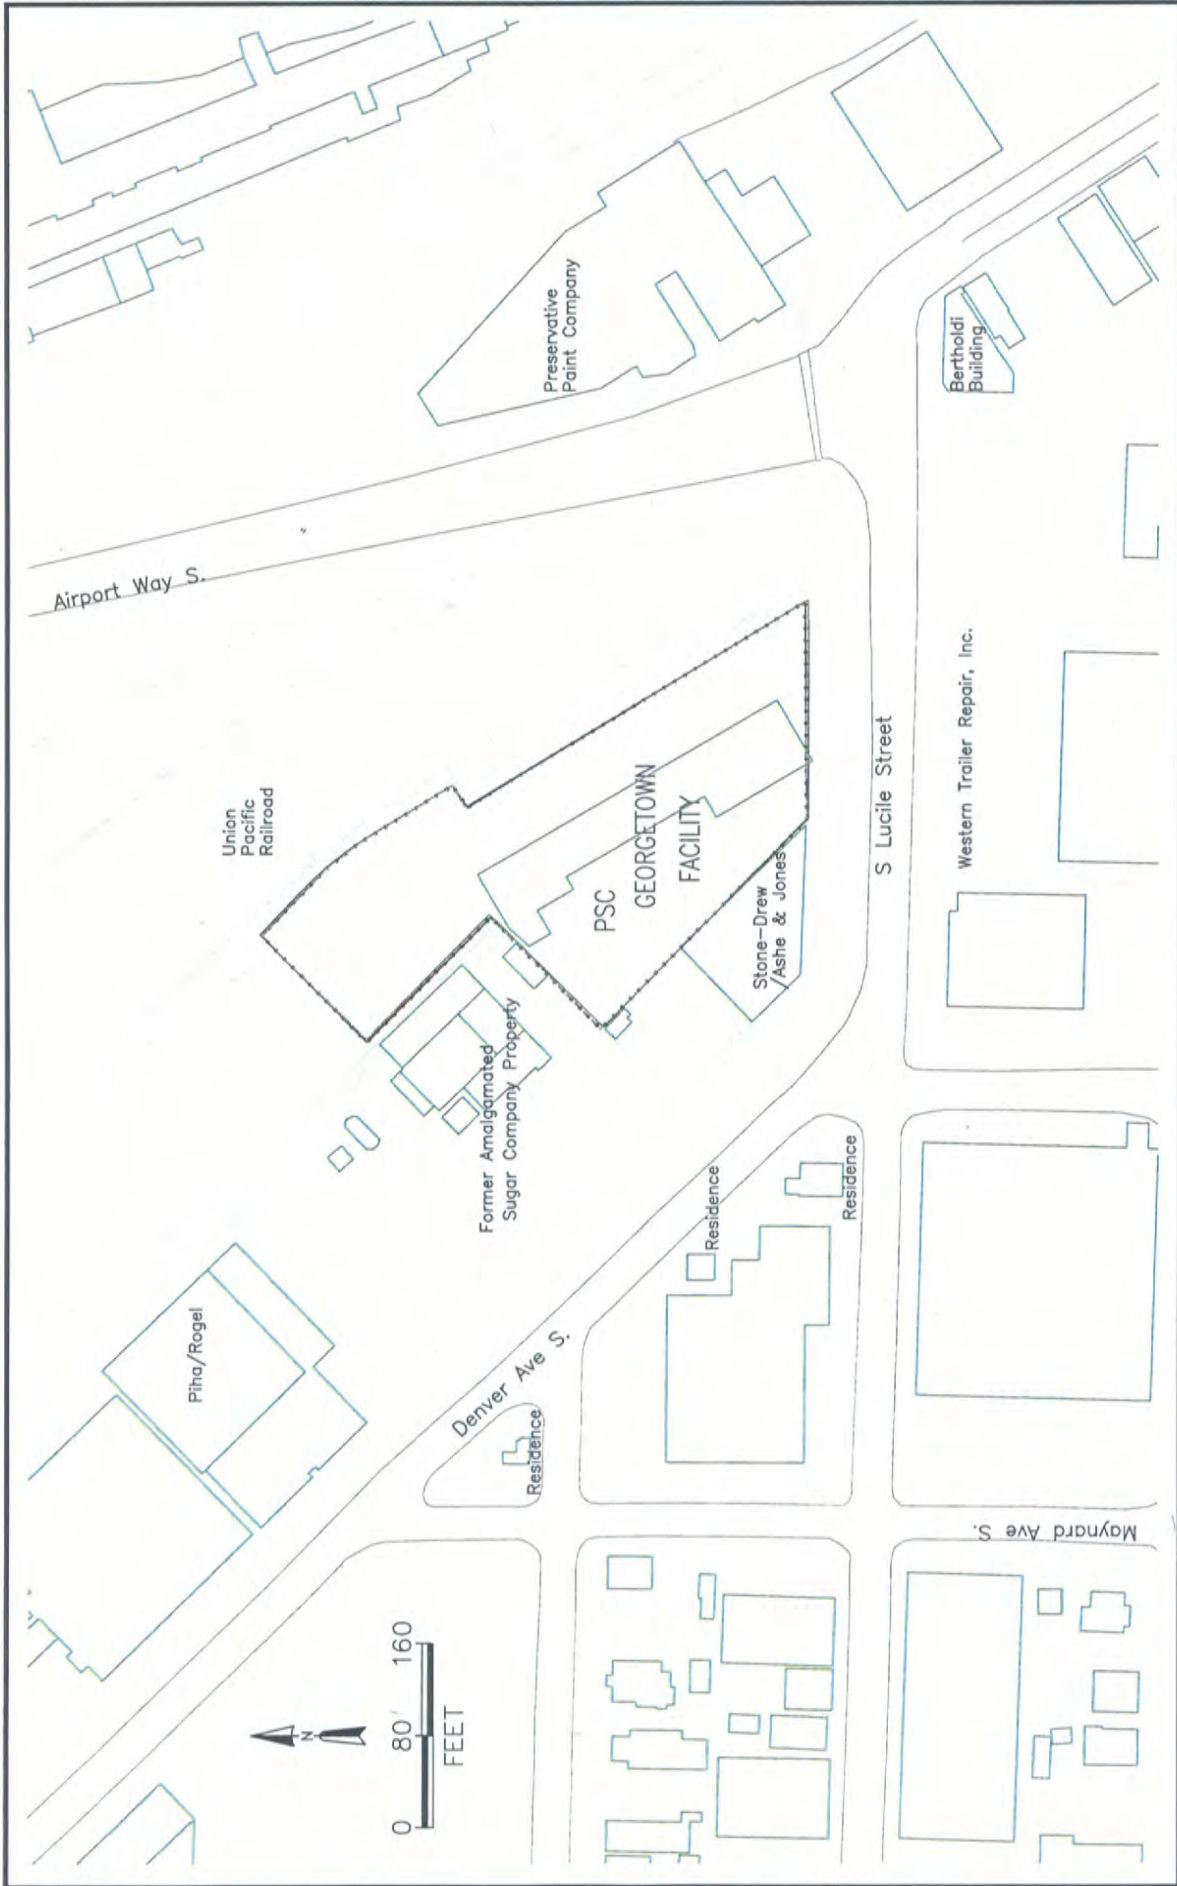 Airport Way S.
Union
Pacific
Railroad
Preservative
Paint Company
Bertholdi
Building
PSC
GEORGETOWN
FACILITY
Stone-Drew
/Ashe & Jones
S Lucile Street
Western Trailer Repair, Inc.
Former Amalgamated
Sugar Company Property
Piha/Rogel
Denver Ave S.
Residence
Residence
Residence
Maynard Ave S.
N
0 80' 160
FEET